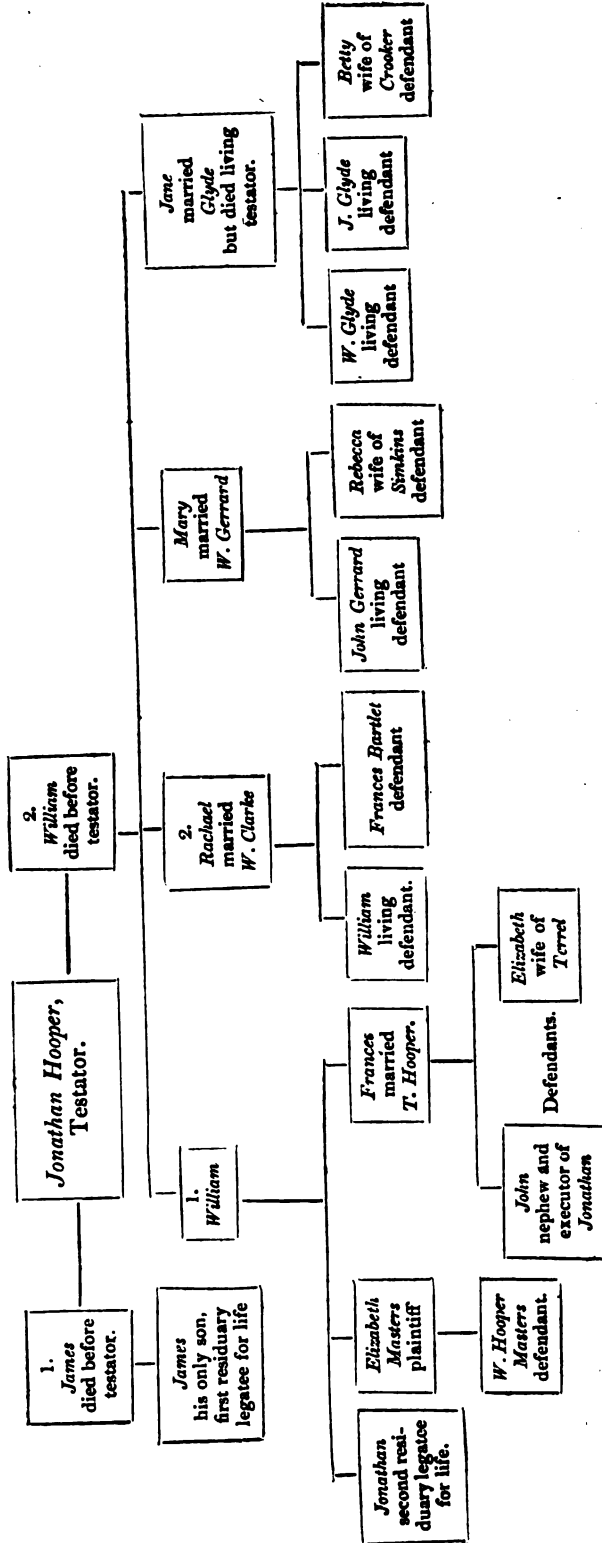 Jonathan Hooper,
Testator.
1.
James
died before
testator.
2.
William
died before
testator.
James
his only son,
first residuary
legatee for life
1.
William
2.
Rachael
married
W. Clarke
Mary
married
W. Gerrard
Jane
married
Glyde
but died living
testator.
Jonathan
second resi-
duary legatee
for life.
Elizabeth
Masters
plaintiff
Frances
married
T. Hooper.
William
living
defendant.
Frances Bartlet
defendant
John Gerrard
living
defendant
Rebecca
wife of
Simkins
defendant
W. Glyde
living
defendant
J. Glyde
living
defendant
Betty
wife of
Crooker
defendant
W. Hooper
Masters
defendant.
John
nephew and
executor of
Jonathan
Defendants.
Elizabeth
wife of
Terrel